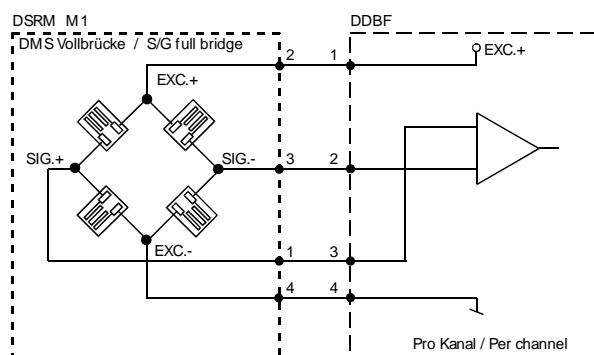 DSRM M1
DDBF
DMS Vollbrücke / S/G full bridge
2 1
EXC.+
EXC.+
SIG.+
SIG.-
3 2
EXC.-
1 3
4 4
Pro Kanal / Per channel